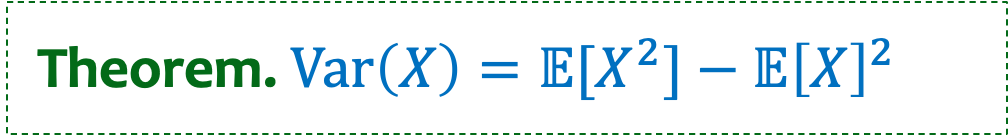 Theorem. Var(𝑋) = 𝔼[𝑋²] − 𝔼[𝑋]²